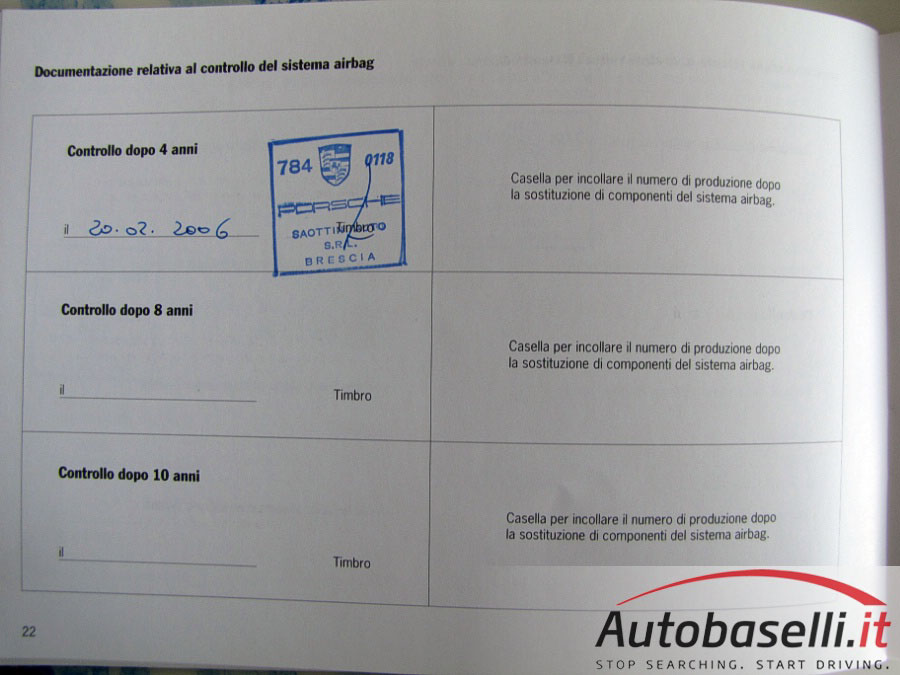 Documentazione relativa al controllo del sistema airbag
Controllo dopo 4 anni
il 20.02. 2006
784 0118
PORSCHE
Timbro
S.R.L.
BRESCIA
Casella per incollare il numero di produzione dopo
la sostituzione di componenti del sistema airbag.
Controllo dopo 8 anni
il
Timbro
Casella per incollare il numero di produzione dopo
la sostituzione di componenti del sistema airbag.
Controllo dopo 10 anni
il
Timbro
Casella per incollare il numero di produzione dopo
la sostituzione di componenti del sistema airbag.
22
Autobaselli.it
STOP SEARCHING. START DRIVING.